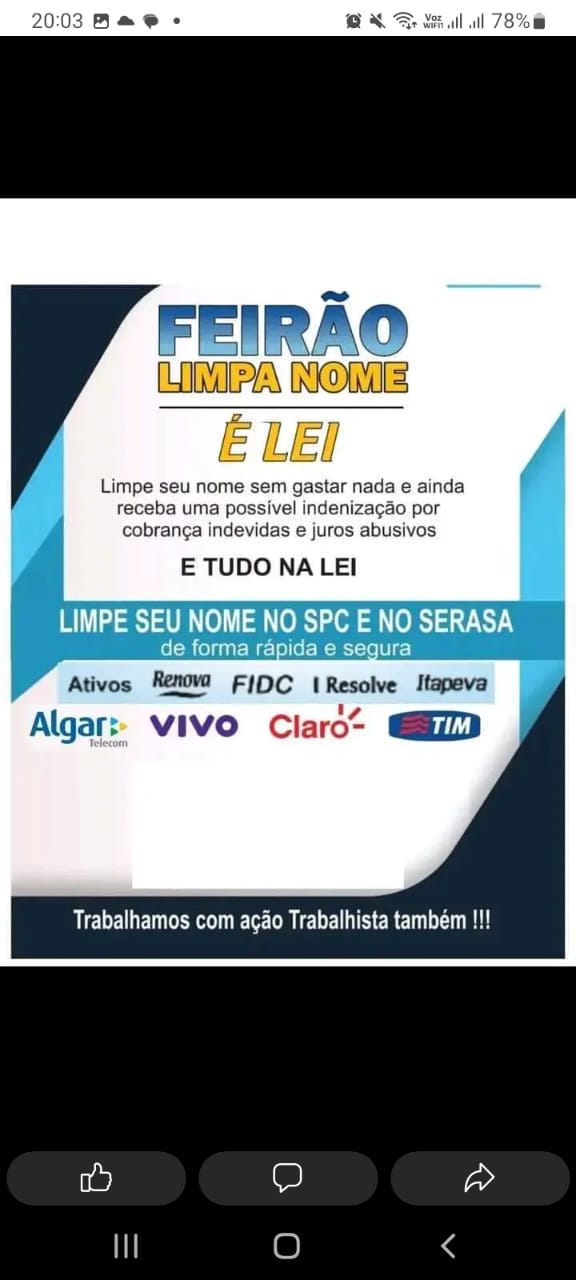 20:03
Voz
WiFi1
78%
FEIRÃO
LIMPA NOME
É LEI
Limpe seu nome sem gastar nada e ainda
receba uma possível indenização por
cobrança indevidas e juros abusivos
E TUDO NA LEI
LIMPE SEU NOME NO SPC E NO SERASA
de forma rápida e segura
Ativos Renova FIDC I Resolve Itapeva
Algar Telecom VIVO Claro TIM
Trabalhamos com ação Trabalhista também !!!